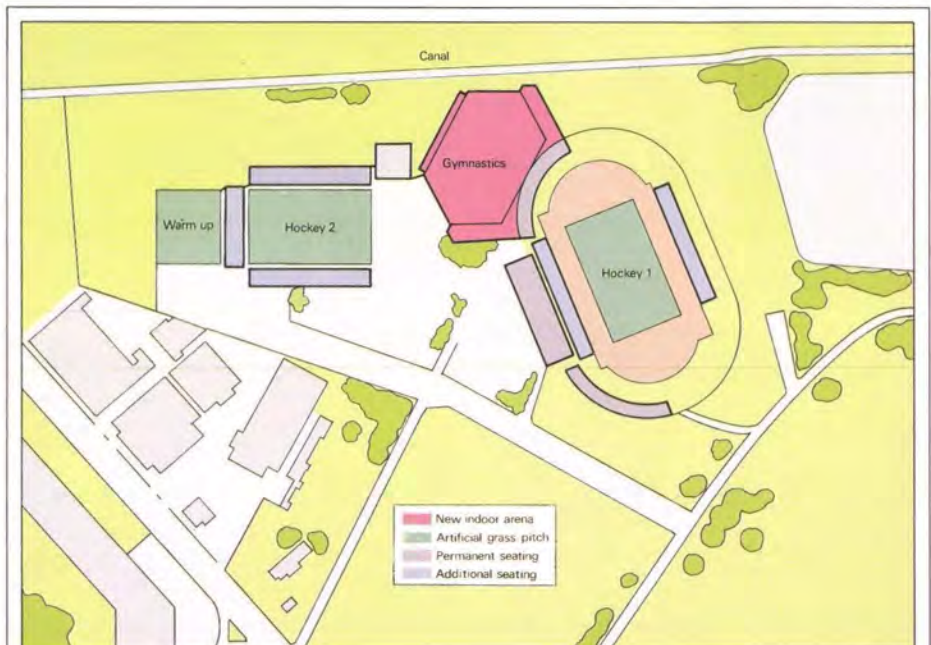 Canal
Gymnastics
Warm up
Hockey 2
Hockey 1
New indoor arena
Artificial grass pitch
Permanent seating
Additional seating